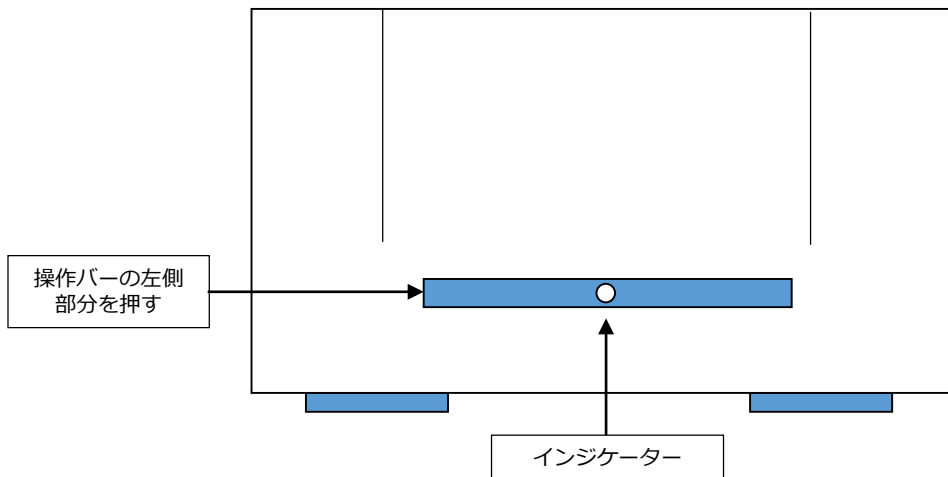 操作バーの左側
部分を押す
インジケーター